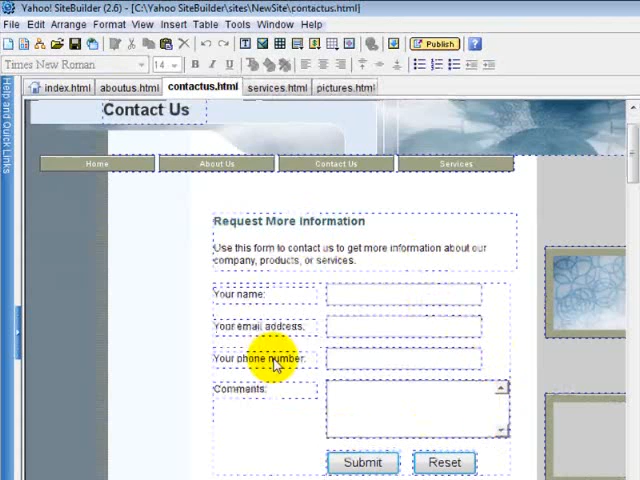 Yahoo! SiteBuilder (2.6) - [C:\Yahoo SiteBuilder\sites\NewSite\contactus.html]
File Edit Arrange Format View Insert Table Tools Window Help
Publish
Times New Roman 14 B I U
index.html aboutus.html contactus.html services.html pictures.html
Help and Quick Links
Contact Us
Home About Us Contact Us Services
Request More Information
Use this form to contact us to get more information about our
company, products, or services.
Your name:
Your email address:
Your phone number:
Comments:
Submit Reset